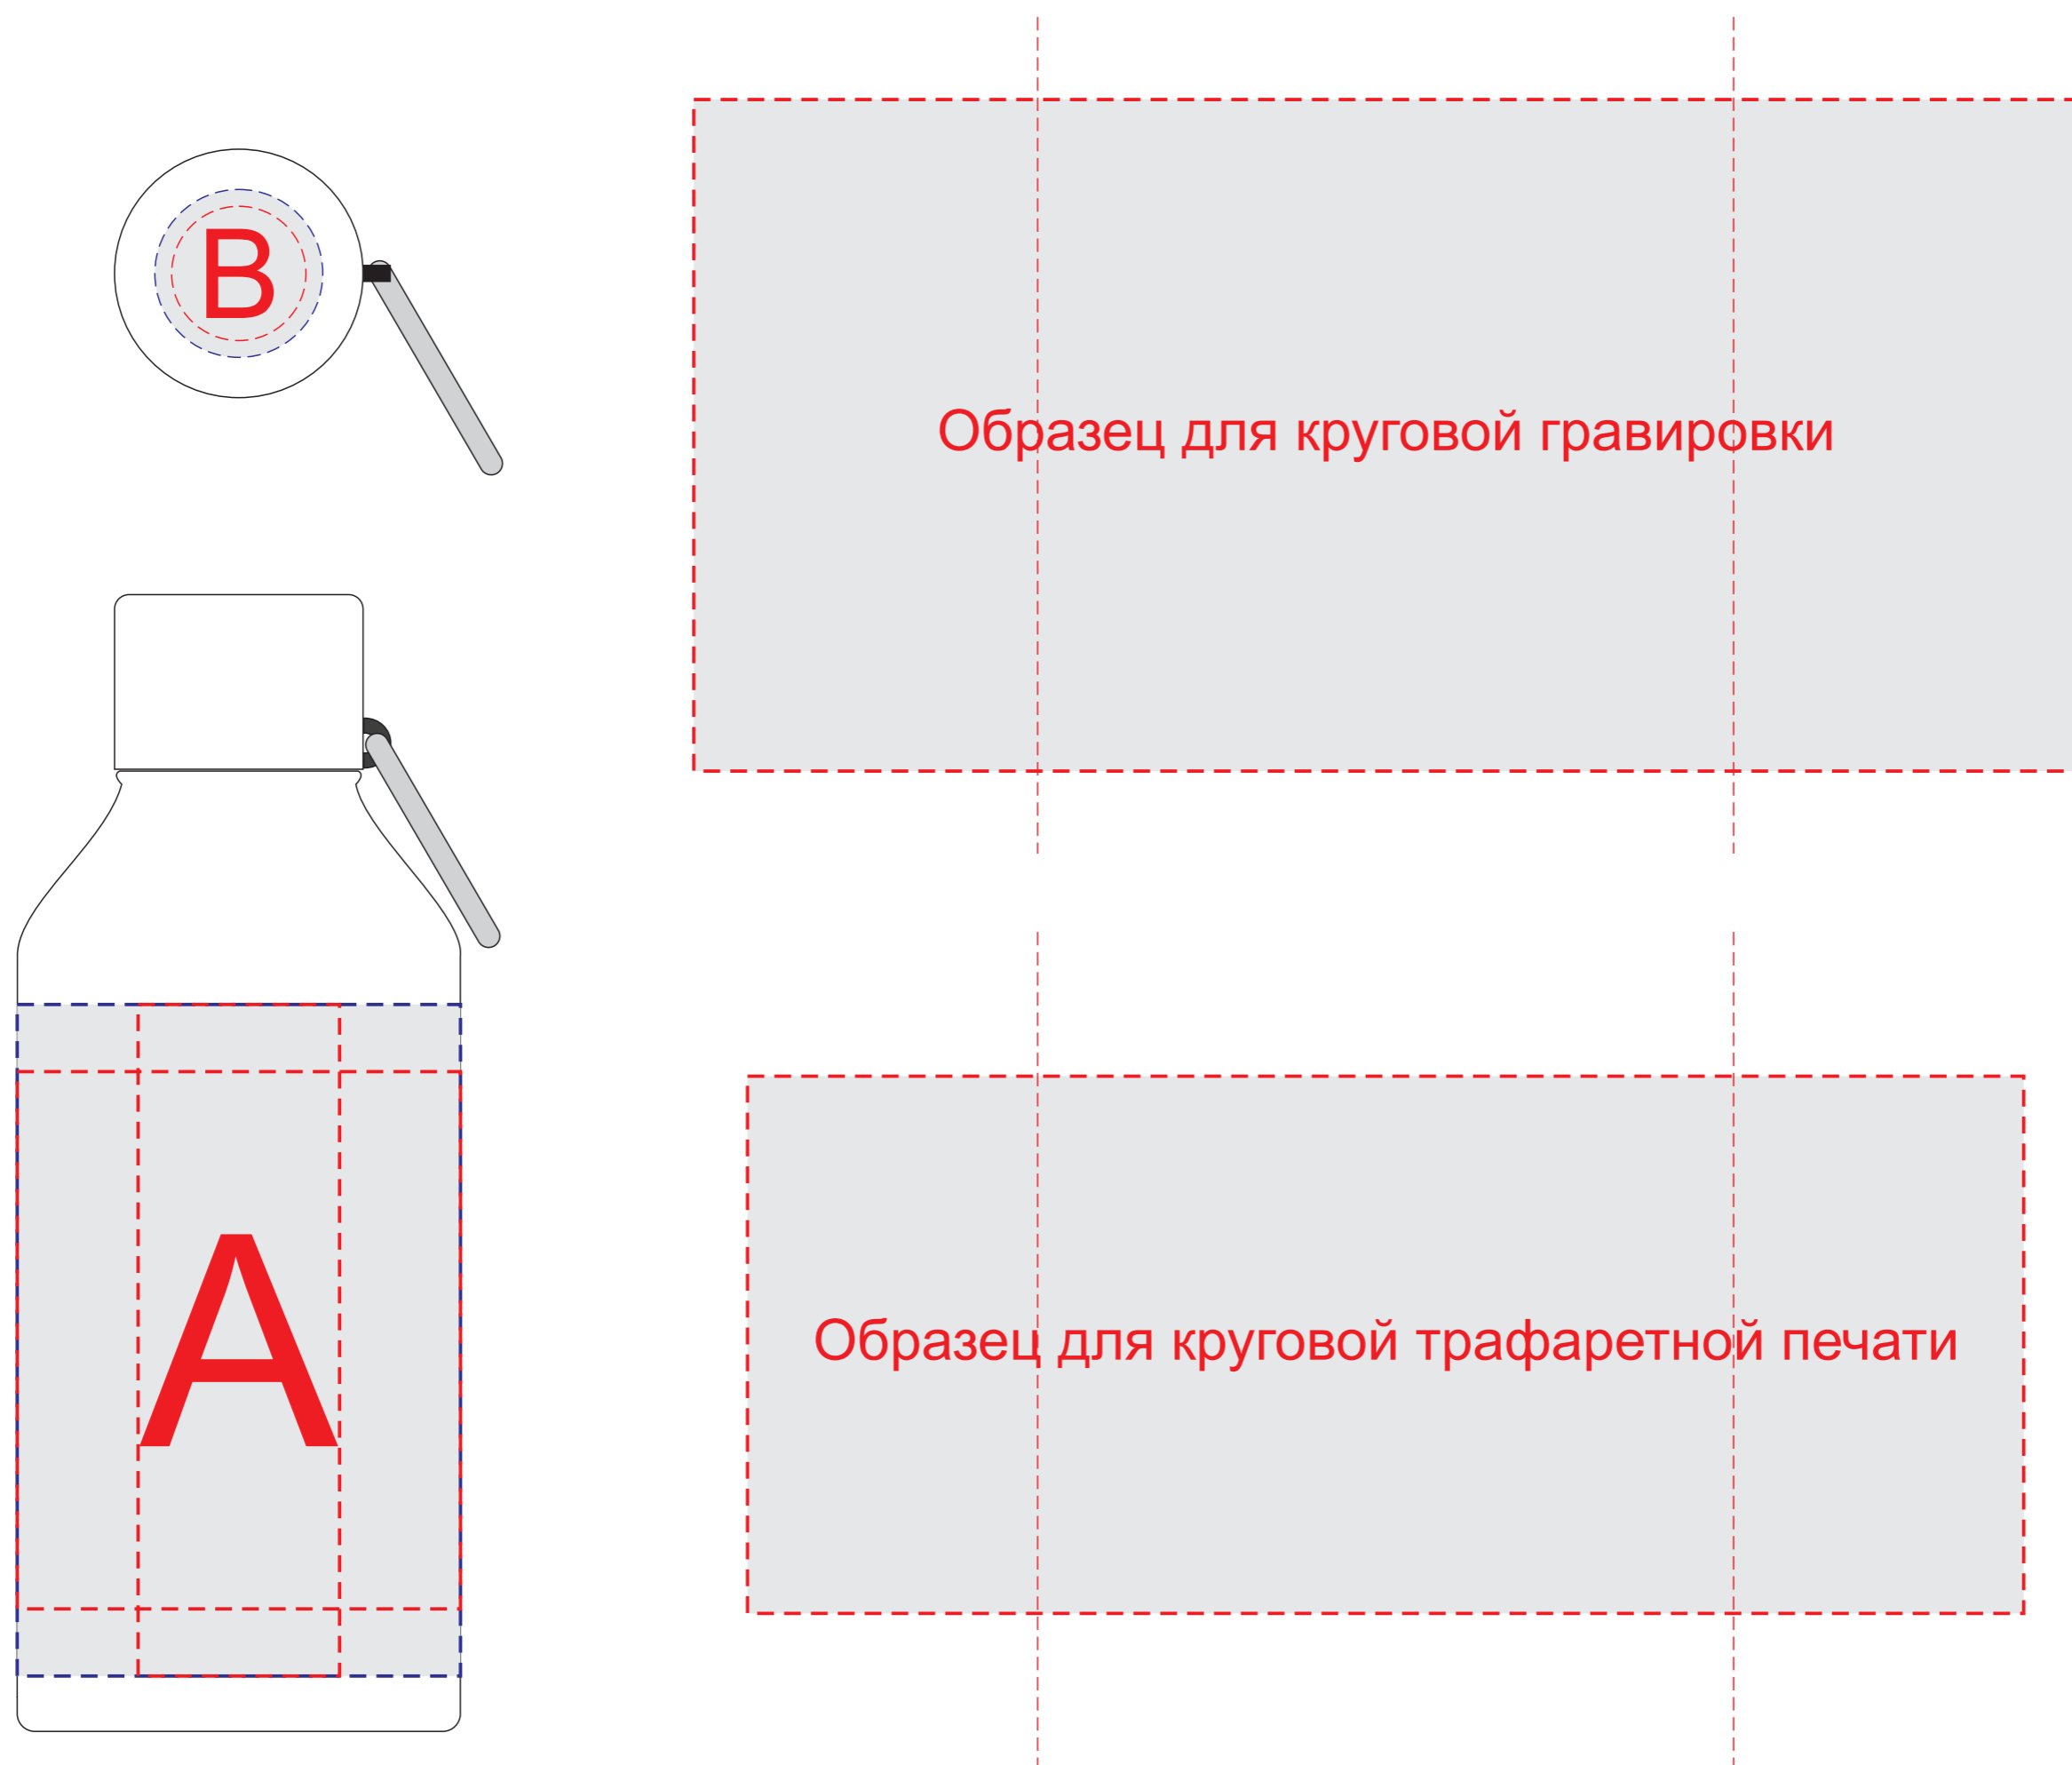 B
Образец для круговой гравировки
A
Образец для круговой трафаретной печати